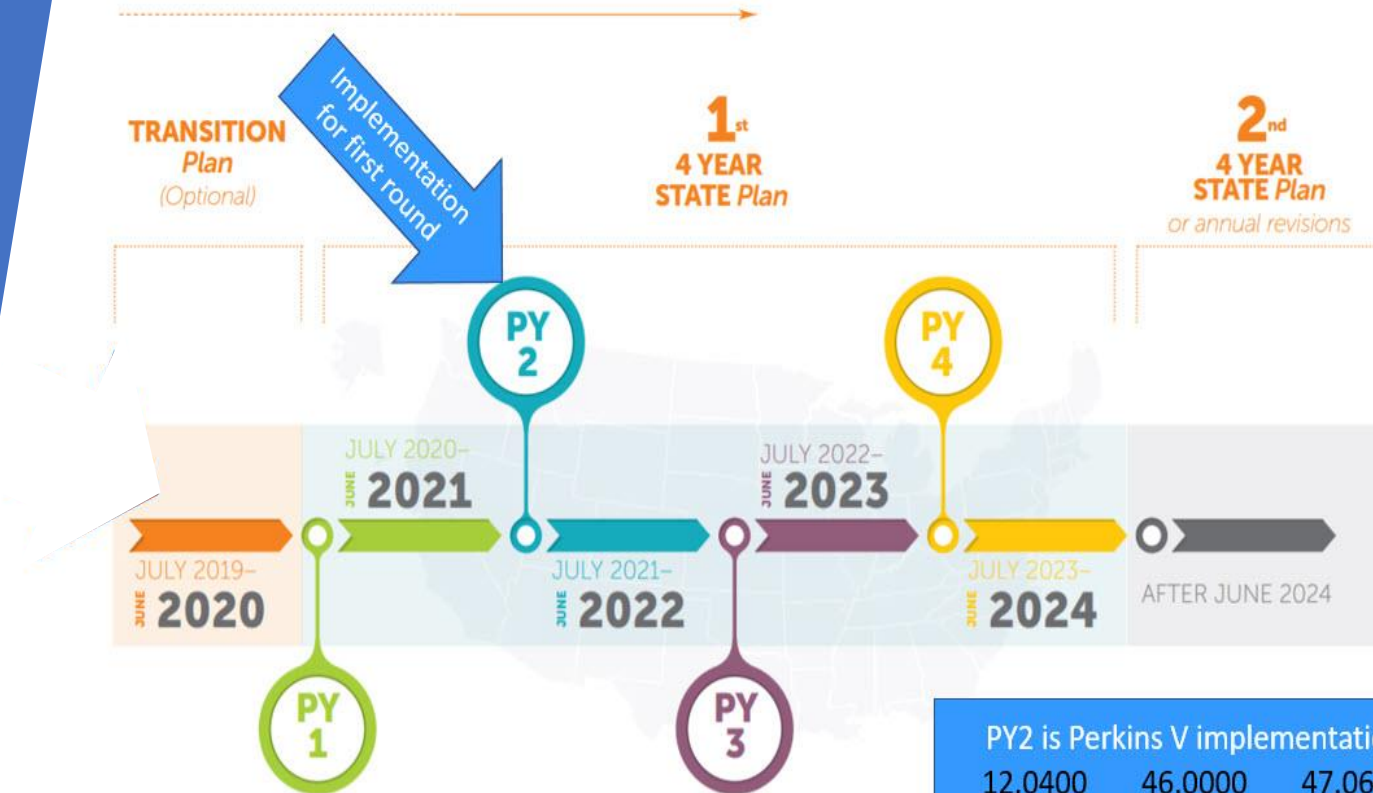 Implementation
for first round
TRANSITION
Plan
(Optional)
1st
4 YEAR
STATE Plan
2nd
4 YEAR
STATE Plan
or annual revisions
PY
2
PY
4
JULY 2020–
JUNE 2021
JULY 2022–
JUNE 2023
JULY 2019–
JUNE 2020
JULY 2021–
JUNE 2022
JULY 2023–
JUNE 2024
AFTER JUNE 2024
PY
1
PY
3
PY2 is Perkins V
12.0400 46.0000